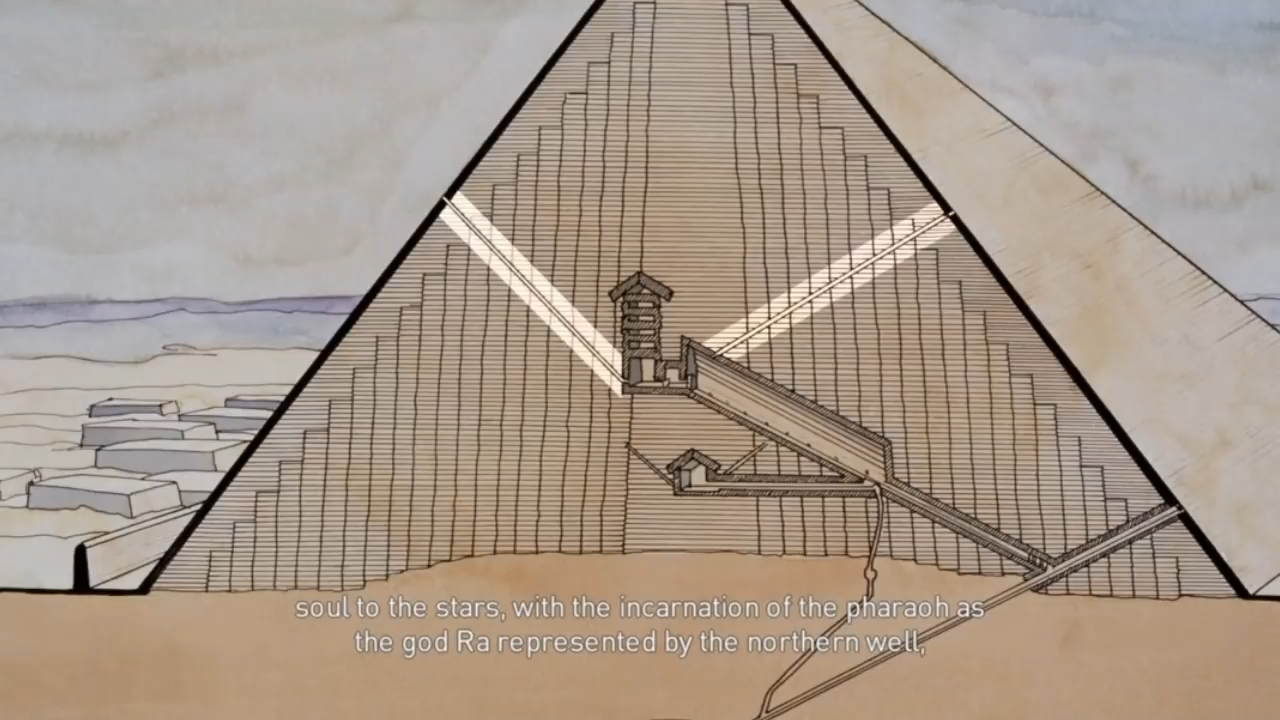 soul to the stars, with the incarnation of the pharaoh as
the god Ra represented by the northern well,